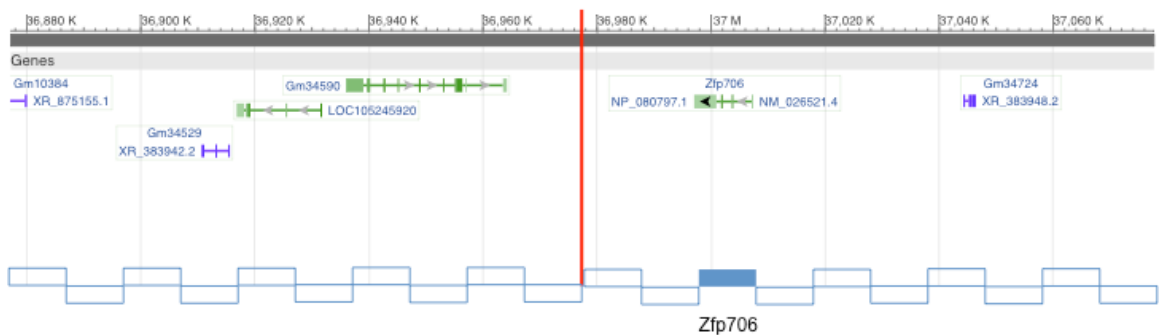 36,880 K 36,900 K 36,920 K 36,940 K 36,960 K 36,980 K 37 M 37,020 K 37,040 K 37,060 K
Genes
Gm10384 Gm34590 Zfp706 Gm34724
XR_875155.1 LOC105245920 NP_080797.1 NM_026521.4 XR_383948.2
Gm34529
XR_383942.2
Zfp706